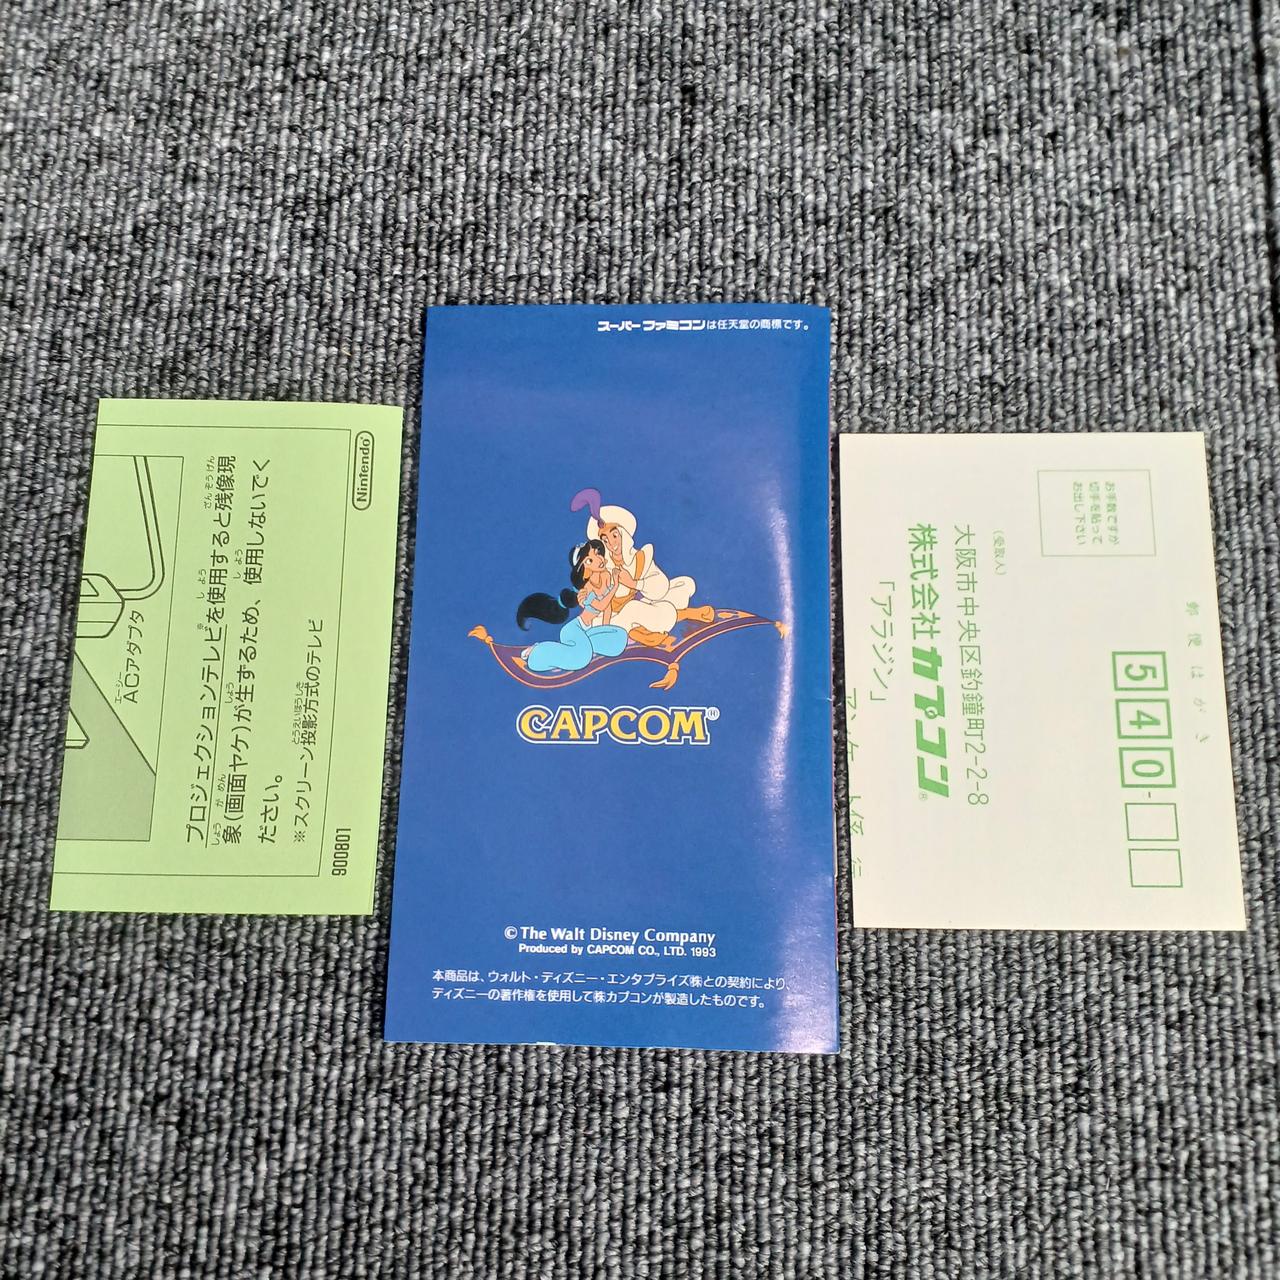 Nintendo®
ACアダプタ
エーシー
プロジェクションテレビを使用すると残像現
象(画面ヤケ)が生ずるため、使用しないでく
ださい。
※スクリーン投影方式のテレビ
900801
スーパーファミコンは任天堂の商標です。
CAPCOM®
© The Walt Disney Company
Produced by CAPCOM CO., LTD. 1993
本商品は、ウォルト・ディズニー・エンタプライズ㈱との契約により、
ディズニーの著作権を使用して㈱カプコンが製造したものです。
郵便はがき
540-
お手数ですが
切手を貼って
お出し下さい
(受取人)
大阪市中央区釣鐘町2-2-8
株式会社カプコン®
「アラジン」